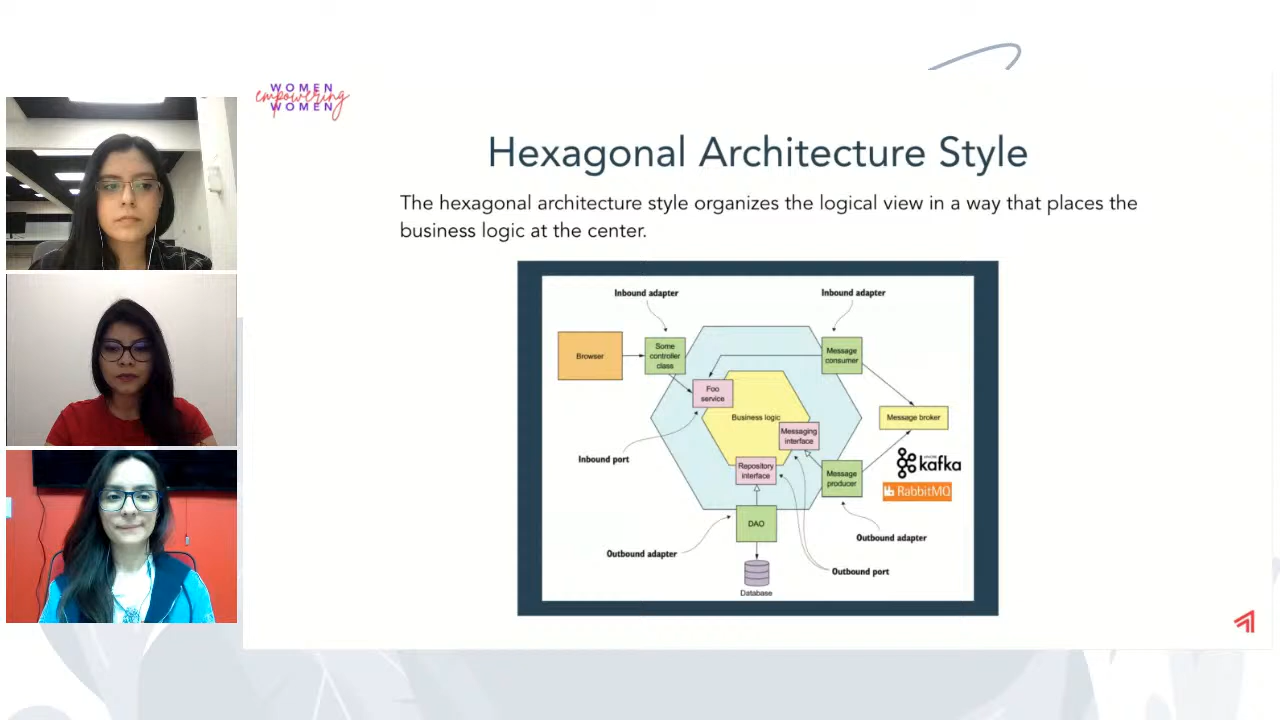 WOMEN
empowering
WOMEN
Hexagonal Architecture Style
The hexagonal architecture style organizes the logical view in a way that places the
business logic at the center.
Inbound adapter
Inbound adapter
Browser
Some
controller
class
Message
consumer
Foo
service
Business logic
Message broker
Messaging
interface
Inbound port
Repository
interface
Message
producer
kafka
RabbitMQ
DAO
Outbound adapter
Outbound adapter
Outbound port
Database